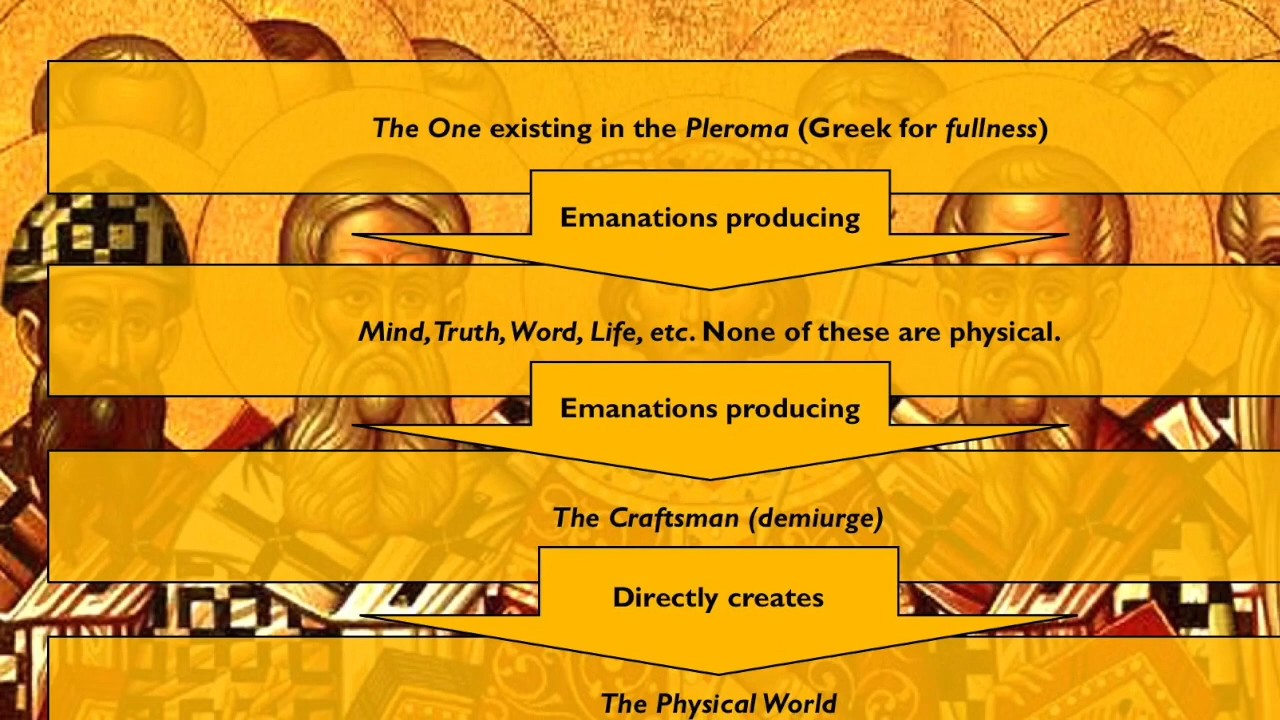 The One existing in the Pleroma (Greek for fullness)
Emanations producing
Mind, Truth, Word, Life, etc. None of these are physical.
Emanations producing
The Craftsman (demiurge)
Directly creates
The Physical World